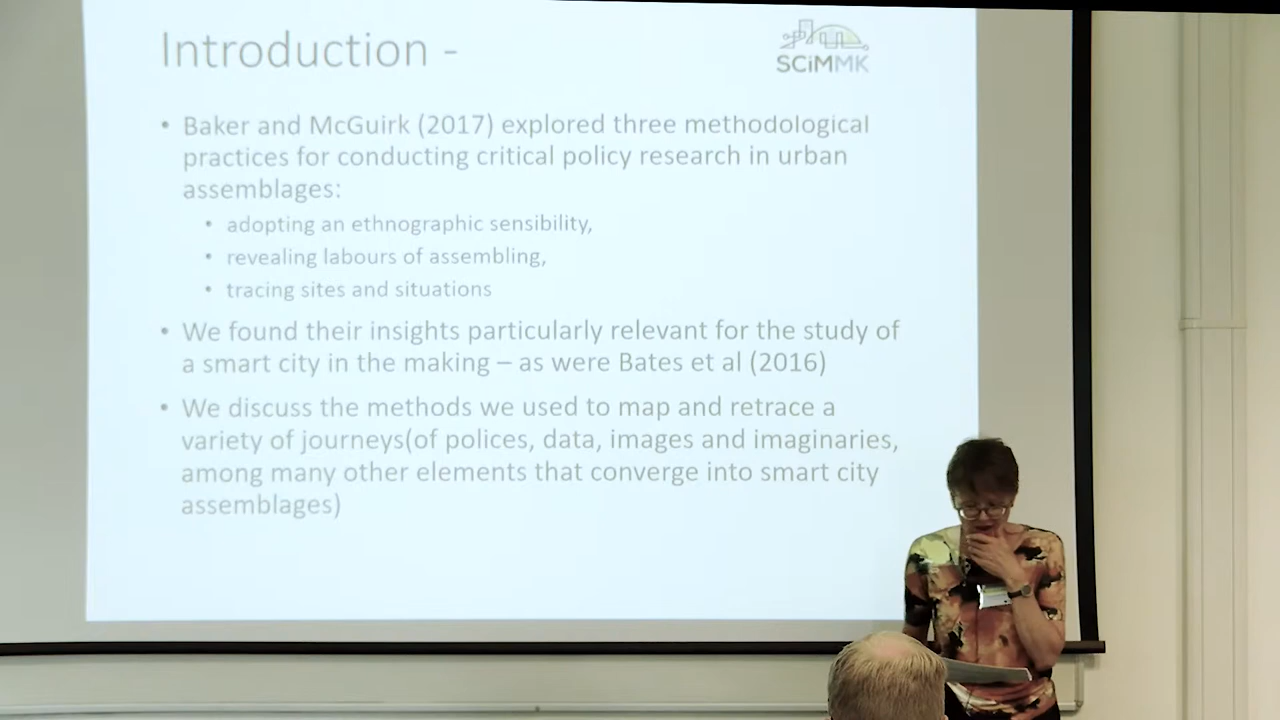 Introduction -
SCiMMK
• Baker and McGuirk (2017) explored three methodological
practices for conducting critical policy research in urban
assemblages:
• adopting an ethnographic sensibility,
• revealing labours of assembling,
• tracing sites and situations
• We found their insights particularly relevant for the study of
a smart city in the making – as were Bates et al (2016)
• We discuss the methods we used to map and retrace a
variety of journeys(of polices, data, images and imaginaries,
among many other elements that converge into smart city
assemblages)